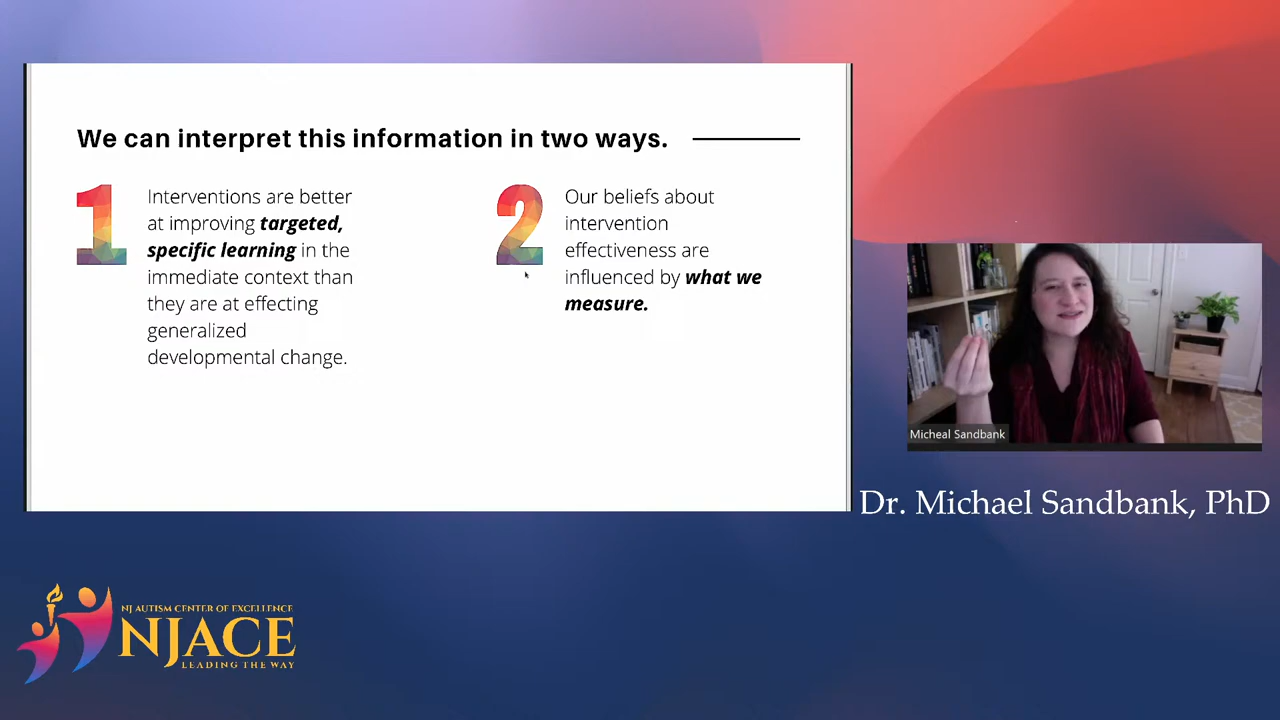 We can interpret this information in two ways.
1
Interventions are better
at improving targeted,
specific learning in the
immediate context than
they are at effecting
generalized
developmental change.
2
Our beliefs about
intervention
effectiveness are
influenced by what we
measure.
Micheal Sandbank
Dr. Michael Sandbank, PhD
NJ AUTISM CENTER OF EXCELLENCE
NJACE
LEADING THE WAY